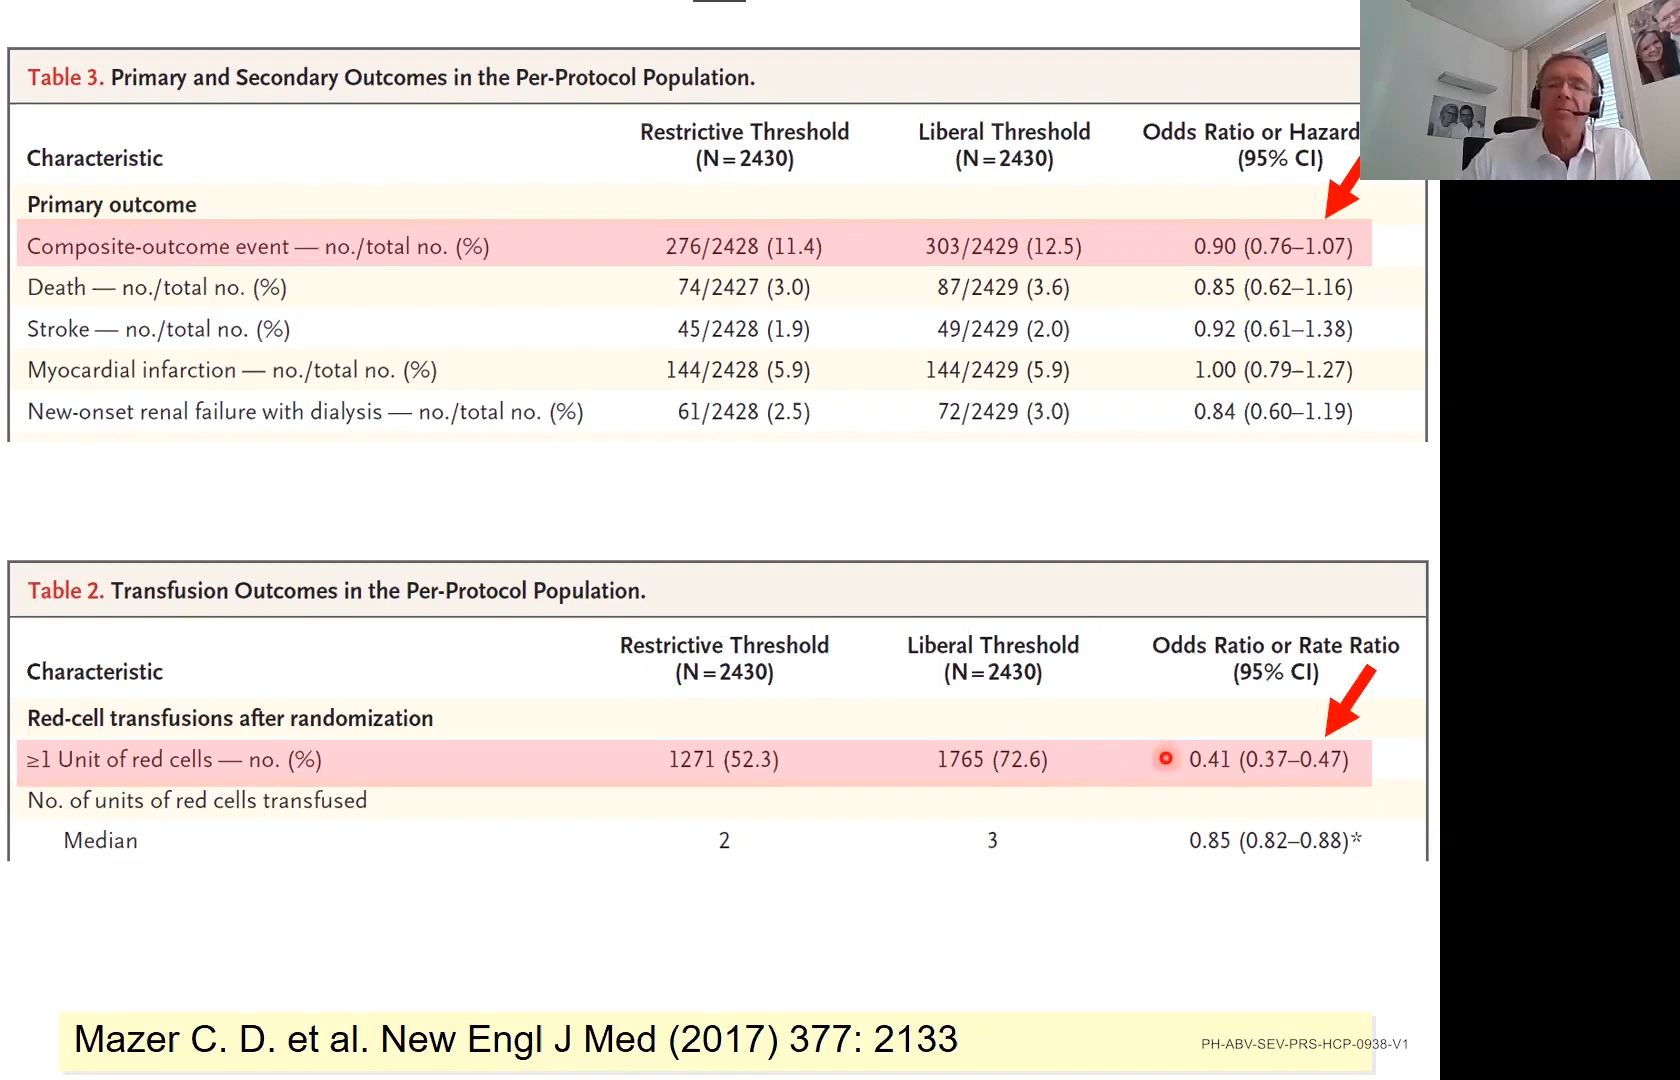 Table 3. Primary and Secondary Outcomes in the Per-Protocol Population.
Characteristic Restrictive Threshold (N=2430) Liberal Threshold (N=2430) Odds Ratio or Hazard (95% CI)
Primary outcome
Composite-outcome event — no./total no. (%) 276/2428 (11.4) 303/2429 (12.5) 0.90 (0.76–1.07)
Death — no./total no. (%) 74/2427 (3.0) 87/2429 (3.6) 0.85 (0.62–1.16)
Stroke — no./total no. (%) 45/2428 (1.9) 49/2429 (2.0) 0.92 (0.61–1.38)
Myocardial infarction — no./total no. (%) 144/2428 (5.9) 144/2429 (5.9) 1.00 (0.79–1.27)
New-onset renal failure with dialysis — no./total no. (%) 61/2428 (2.5) 72/2429 (3.0) 0.84 (0.60–1.19)
Table 2. Transfusion Outcomes in the Per-Protocol Population.
Characteristic Restrictive Threshold (N=2430) Liberal Threshold (N=2430) Odds Ratio or Rate Ratio (95% CI)
Red-cell transfusions after randomization
≥1 Unit of red cells — no. (%) 1271 (52.3) 1765 (72.6) 0.41 (0.37–0.47)
No. of units of red cells transfused
Median 2 3 0.85 (0.82–0.88)*
Mazer C. D. et al. New Engl J Med (2017) 377: 2133
PH-ABV-SEV-PRS-HCP-0938-V1